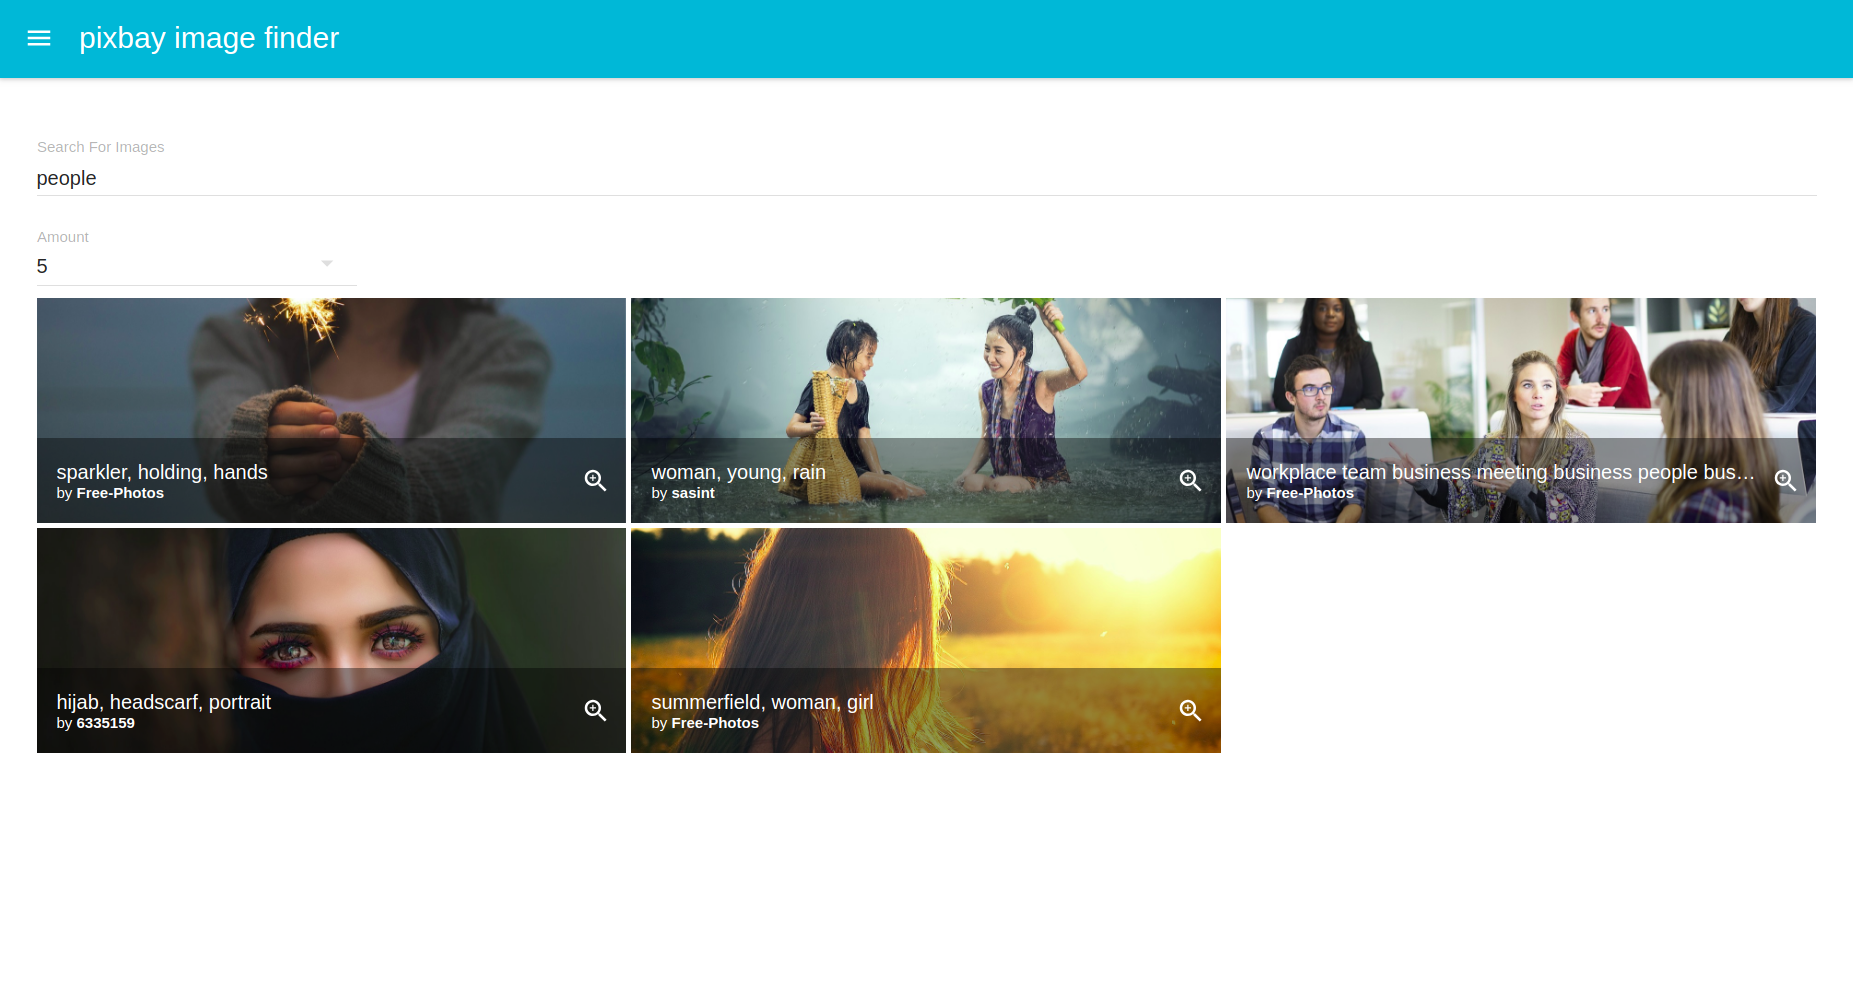 pixbay image finder
Search For Images
people
Amount
5
sparkler, holding, hands
by Free-Photos
woman, young, rain
by sasint
workplace team business meeting business people bus…
by Free-Photos
hijab, headscarf, portrait
by 6335159
summerfield, woman, girl
by Free-Photos